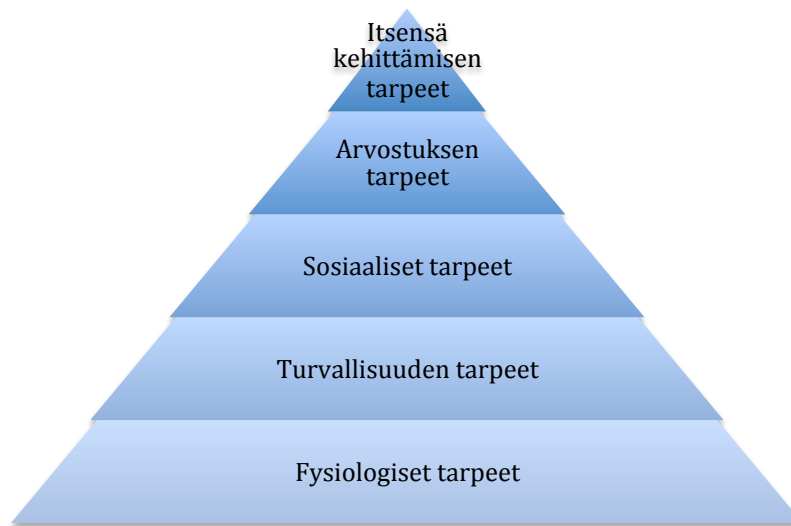 Itsensä
kehittämisen
tarpeet
Arvostuksen
tarpeet
Sosiaaliset tarpeet
Turvallisuuden tarpeet
Fysiologiset tarpeet